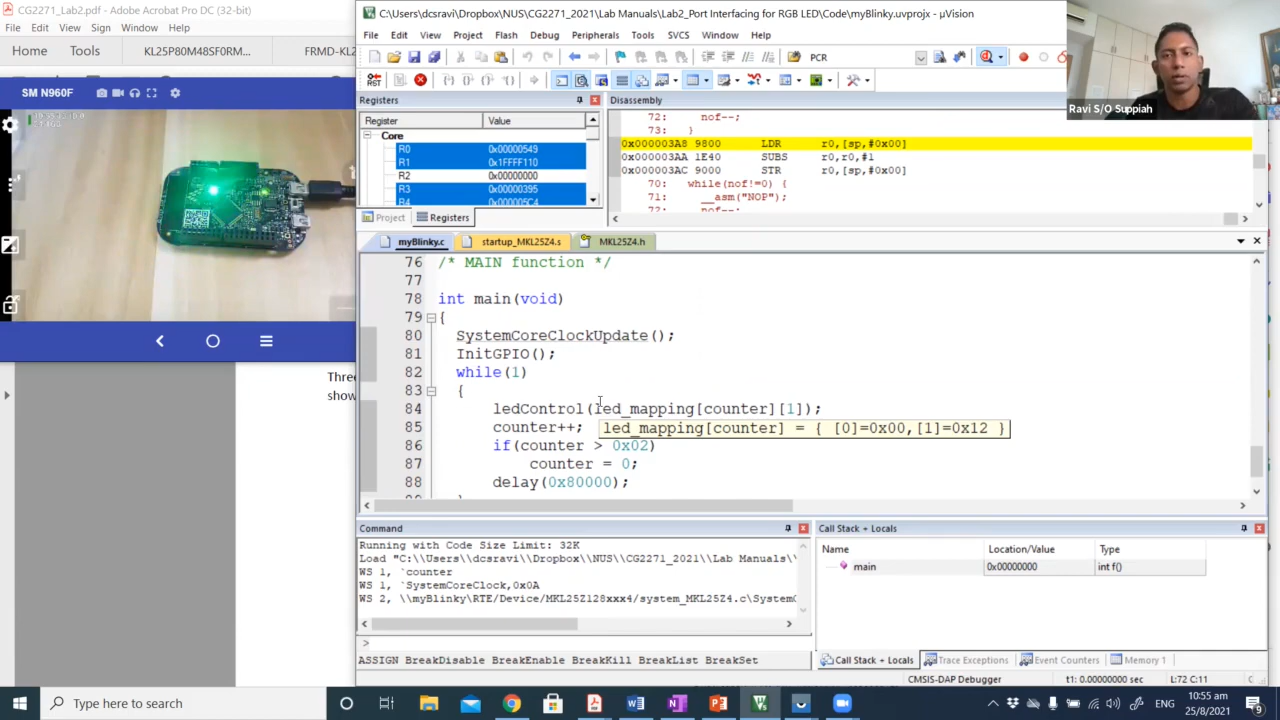 CG2271_Lab2.pdf - Adobe Acrobat Pro DC (32-bit)
File Edit View Sign Window Help
Home Tools KL25P80M48SF0RM... FRMD-KL2
SM N960F
Three
show
C:\Users\dcsravi\Dropbox\NUS\CG2271_2021\Lab Manuals\Lab2_Port Interfacing for RGB LED\Code\myBlinky.uvprojx - µVision
File Edit View Project Flash Debug Peripherals Tools SVCS Window Help
PCR
RST
Ravi S/O Suppiah
Registers
Register Value
Core
R0 0x00000549
R1 0x1FFFF110
R2 0x00000000
R3 0x00000395
R4 0x000005C4
Project Registers
Disassembly
72: nof--;
73: }
0x000003A8 9800 LDR r0,[sp,#0x00]
0x000003AA 1E40 SUBS r0,r0,#1
0x000003AC 9000 STR r0,[sp,#0x00]
70: while(nof!=0) {
71: __asm("NOP");
72: nof--;
myBlinky.c startup_MKL25Z4.s MKL25Z4.h
76 /* MAIN function */
77
78 int main(void)
79 {
80 SystemCoreClockUpdate();
81 InitGPIO();
82 while(1)
83 {
84 ledControl(led_mapping[counter][1]);
85 counter++;
led_mapping[counter] = { [0]=0x00,[1]=0x12 }
86 if(counter > 0x02)
87 counter = 0;
88 delay(0x80000);
Command
Running with Code Size Limit: 32K
Load "C:\\Users\\dcsravi\\Dropbox\\NUS\\CG2271_2021\\Lab Manuals\\
WS 1, `counter
WS 1, `SystemCoreClock,0x0A
WS 2, \\myBlinky\RTE/Device/MKL25Z128xxx4/system_MKL25Z4.c\System
>
ASSIGN BreakDisable BreakEnable BreakKill BreakList BreakSet
Call Stack + Locals
Name Location/Value Type
main 0x00000000 int f()
Call Stack + Locals Trace Exceptions Event Counters Memory 1
CMSIS-DAP Debugger t1: 0.00000000 sec L:72 C:11
Type here to search
ENG 10:55 am
25/8/2021